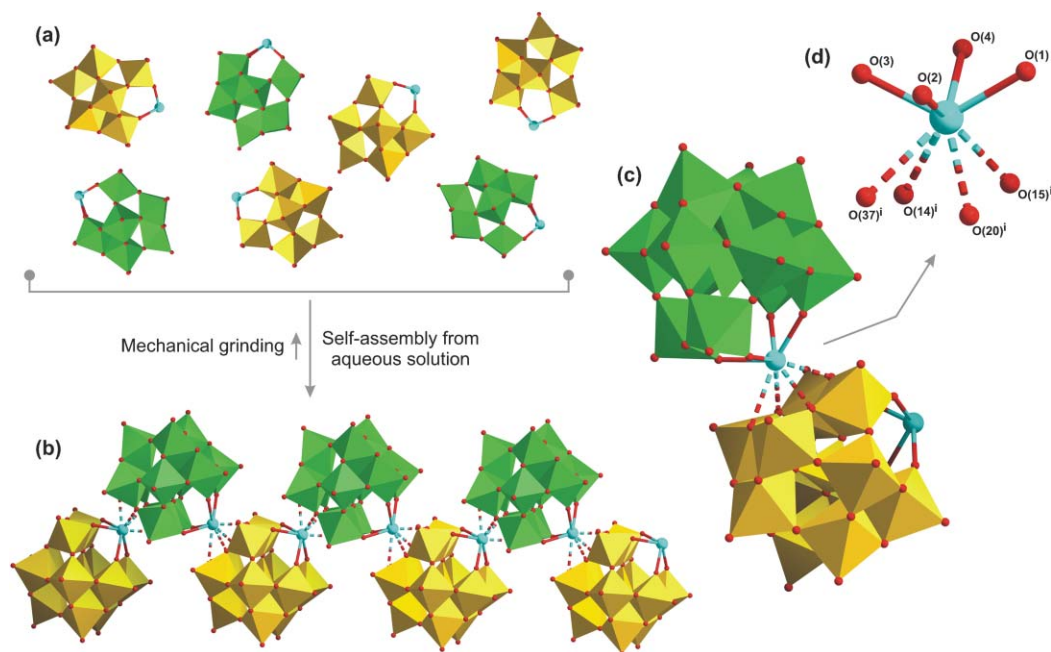 (a)
(d)
O(3)
O(4)
O(1)
O(2)
(c)
O(37)ⁱ
O(14)ⁱ
O(15)ⁱ
O(20)ⁱ
Mechanical grinding
Self-assembly from
aqueous solution
(b)